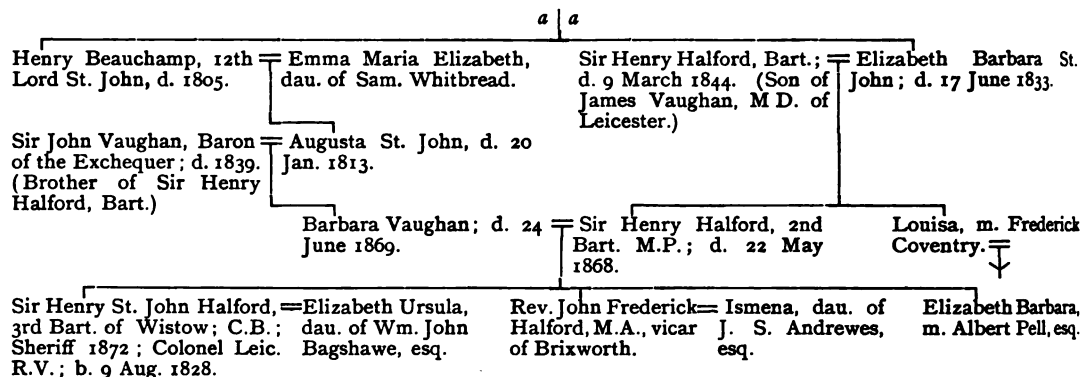 a a
Henry Beauchamp, 12th = Emma Maria Elizabeth,
Lord St. John, d. 1805. dau. of Sam. Whitbread.
Sir Henry Halford, Bart.; = Elizabeth Barbara St.
d. 9 March 1844. (Son of John; d. 17 June 1833.
James Vaughan, M D. of
Leicester.)
Sir John Vaughan, Baron = Augusta St. John, d. 20
of the Exchequer; d. 1839. Jan. 1813.
(Brother of Sir Henry
Halford, Bart.)
Barbara Vaughan; d. 24 = Sir Henry Halford, 2nd
June 1869. Bart. M.P.; d. 22 May
1868.
Louisa, m. Frederick
Coventry. =
Sir Henry St. John Halford, = Elizabeth Ursula,
3rd Bart. of Wistow; C.B.; dau. of Wm. John
Sheriff 1872; Colonel Leic. Bagshawe, esq.
R.V.; b. 9 Aug. 1828.
Rev. John Frederick = Ismena, dau. of
Halford, M.A., vicar J. S. Andrewes,
of Brixworth. esq.
Elizabeth Barbara,
m. Albert Pell, esq.